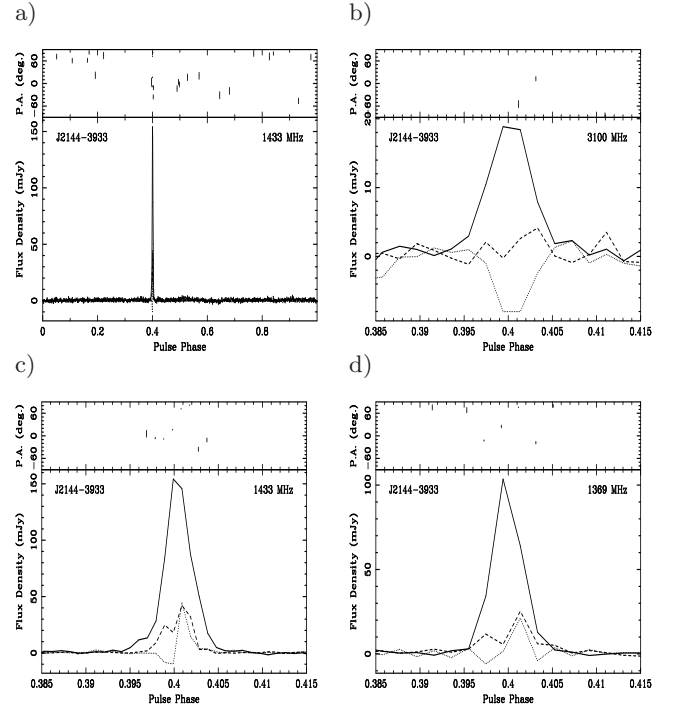 a)
b)
P.A. (deg.)
−60 0 60
J2144−3933 1433 MHz
Flux Density (mJy)
0 50 100 150
0 0.2 0.4 0.6 0.8
Pulse Phase
P.A. (deg.)
0 60
J2144−3933 3100 MHz
Flux Density (mJy)
0 10 20
0.385 0.39 0.395 0.4 0.405 0.41 0.415
Pulse Phase
c)
d)
P.A. (deg.)
−60 0 60
J2144−3933 1433 MHz
Flux Density (mJy)
0 50 100 150
0.385 0.39 0.395 0.4 0.405 0.41 0.415
Pulse Phase
P.A. (deg.)
−60 0 60
J2144−3933 1369 MHz
Flux Density (mJy)
0 50 100
0.385 0.39 0.395 0.4 0.405 0.41 0.415
Pulse Phase